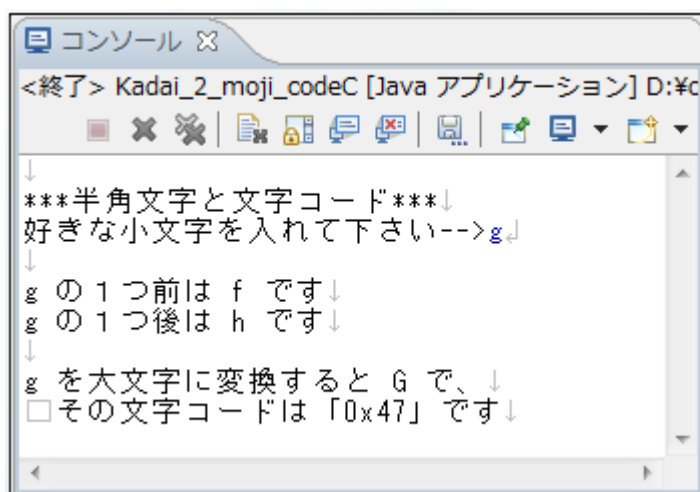 コンソール
<終了> Kadai_2_moji_codeC [Java アプリケーション] D:¥c
↓
***半角文字と文字コード***↓
好きな小文字を入れて下さい-->g↲
↓
g の１つ前は f です↓
g の１つ後は h です↓
↓
g を大文字に変換すると G で、↓
□その文字コードは「0x47」です↓